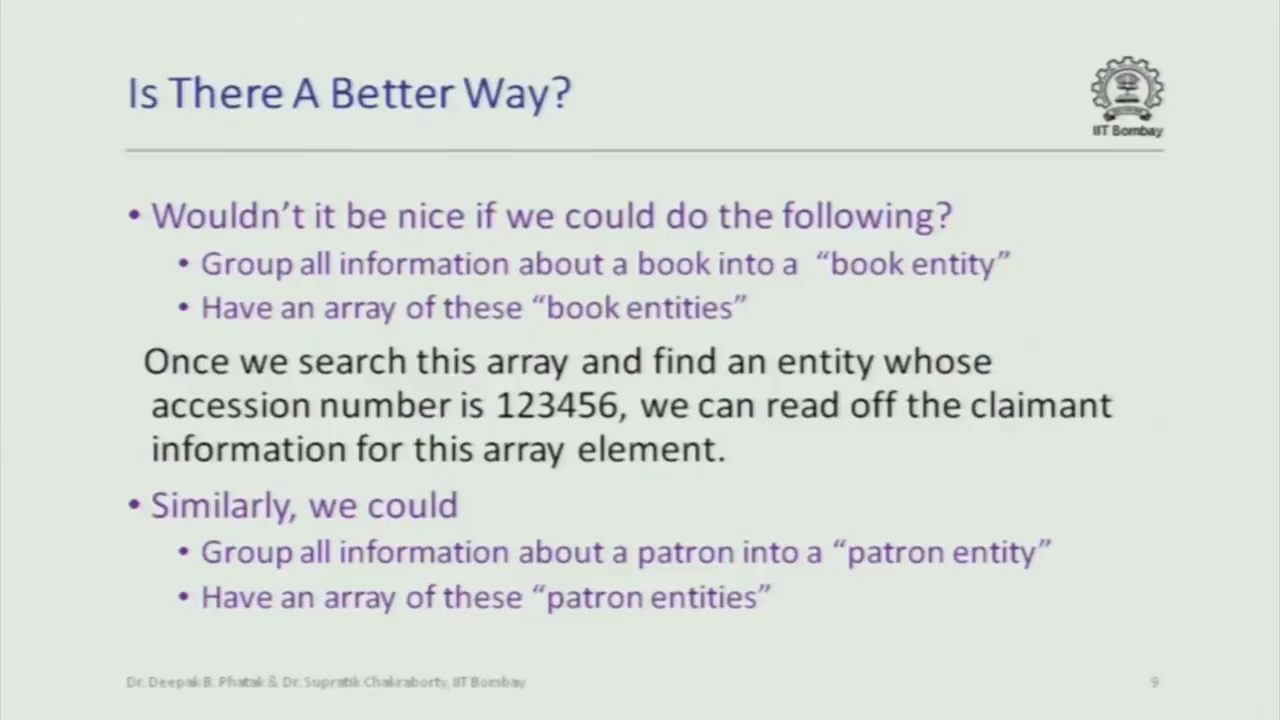 Is There A Better Way?
IIT Bombay
• Wouldn't it be nice if we could do the following?
• Group all information about a book into a “book entity”
• Have an array of these “book entities”
Once we search this array and find an entity whose
accession number is 123456, we can read off the claimant
information for this array element.
• Similarly, we could
• Group all information about a patron into a “patron entity”
• Have an array of these “patron entities”
Dr. Deepak B. Phatak & Dr. Supratik Chakraborty, IIT Bombay
9